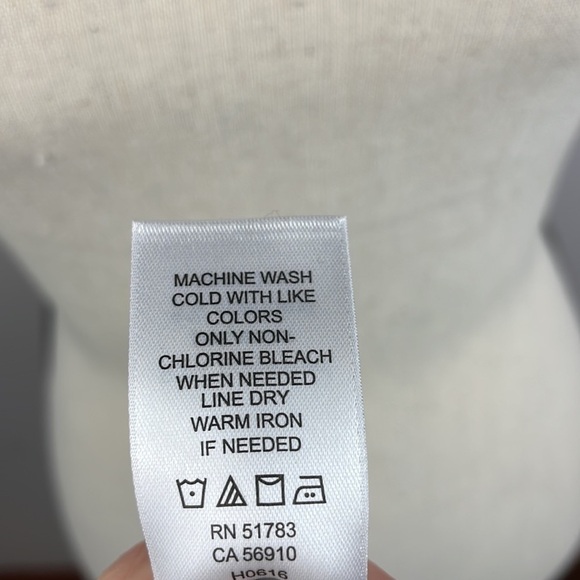 MACHINE WASH
COLD WITH LIKE
COLORS
ONLY NON-
CHLORINE BLEACH
WHEN NEEDED
LINE DRY
WARM IRON
IF NEEDED
RN 51783
CA 56910
H0616